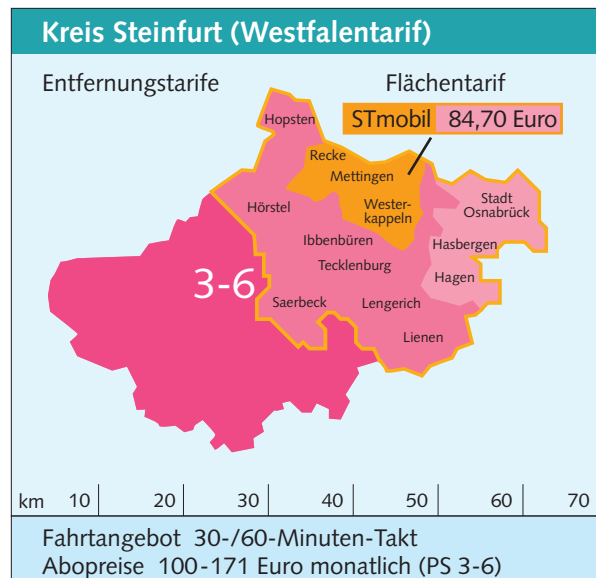 Kreis Steinfurt (Westfalentarif)
Entfernungstarife
Flächentarif
STmobil 84,70 Euro
Hopsten
Recke
Mettingen
Hörstel
Wester-
kappeln
Stadt
Osnabrück
Ibbenbüren
Hasbergen
Tecklenburg
Hagen
3-6
Saerbeck
Lengerich
Lienen
km 10 20 30 40 50 60 70
Fahrtangebot 30-/60-Minuten-Takt
Abopreise 100-171 Euro monatlich (PS 3-6)